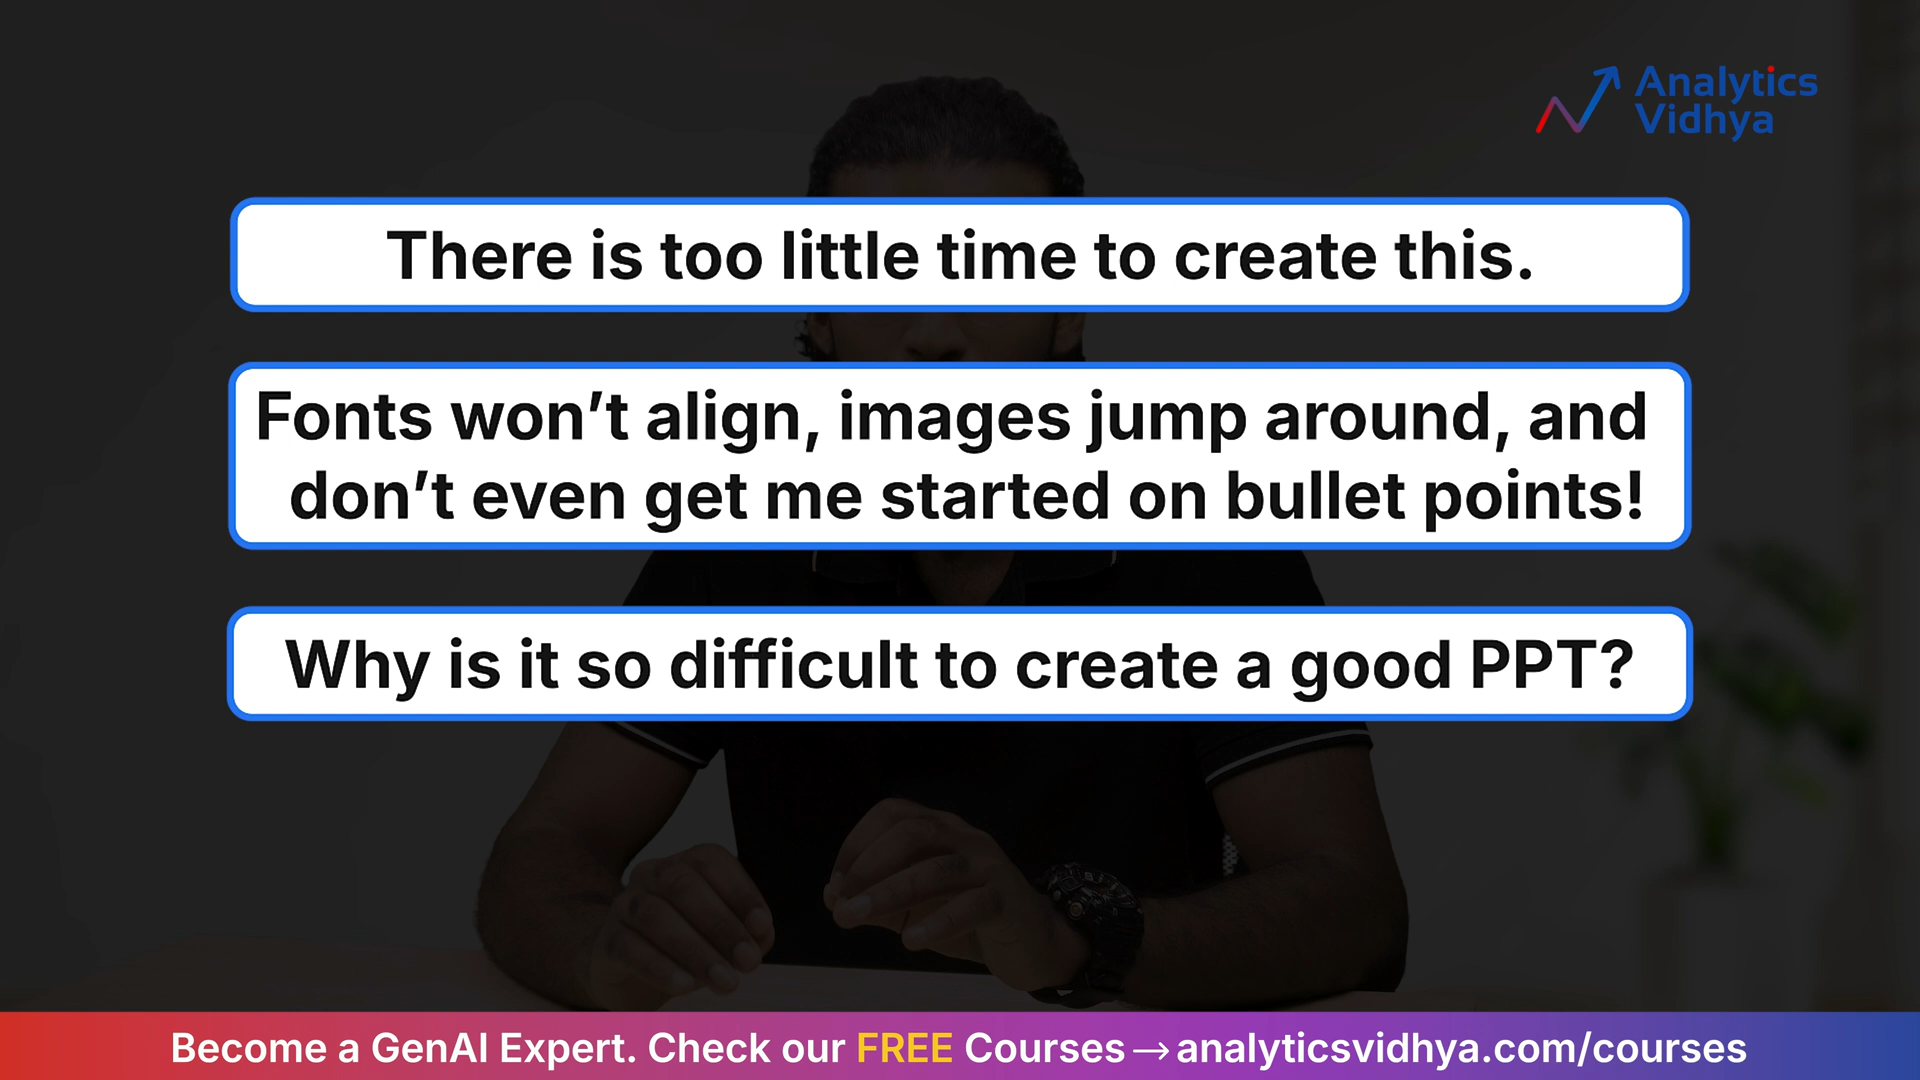 Analytics
Vidhya
There is too little time to create this.
Fonts won’t align, images jump around, and
don’t even get me started on bullet points!
Why is it so difficult to create a good PPT?
Become a GenAI Expert. Check our FREE Courses→analyticsvidhya.com/courses